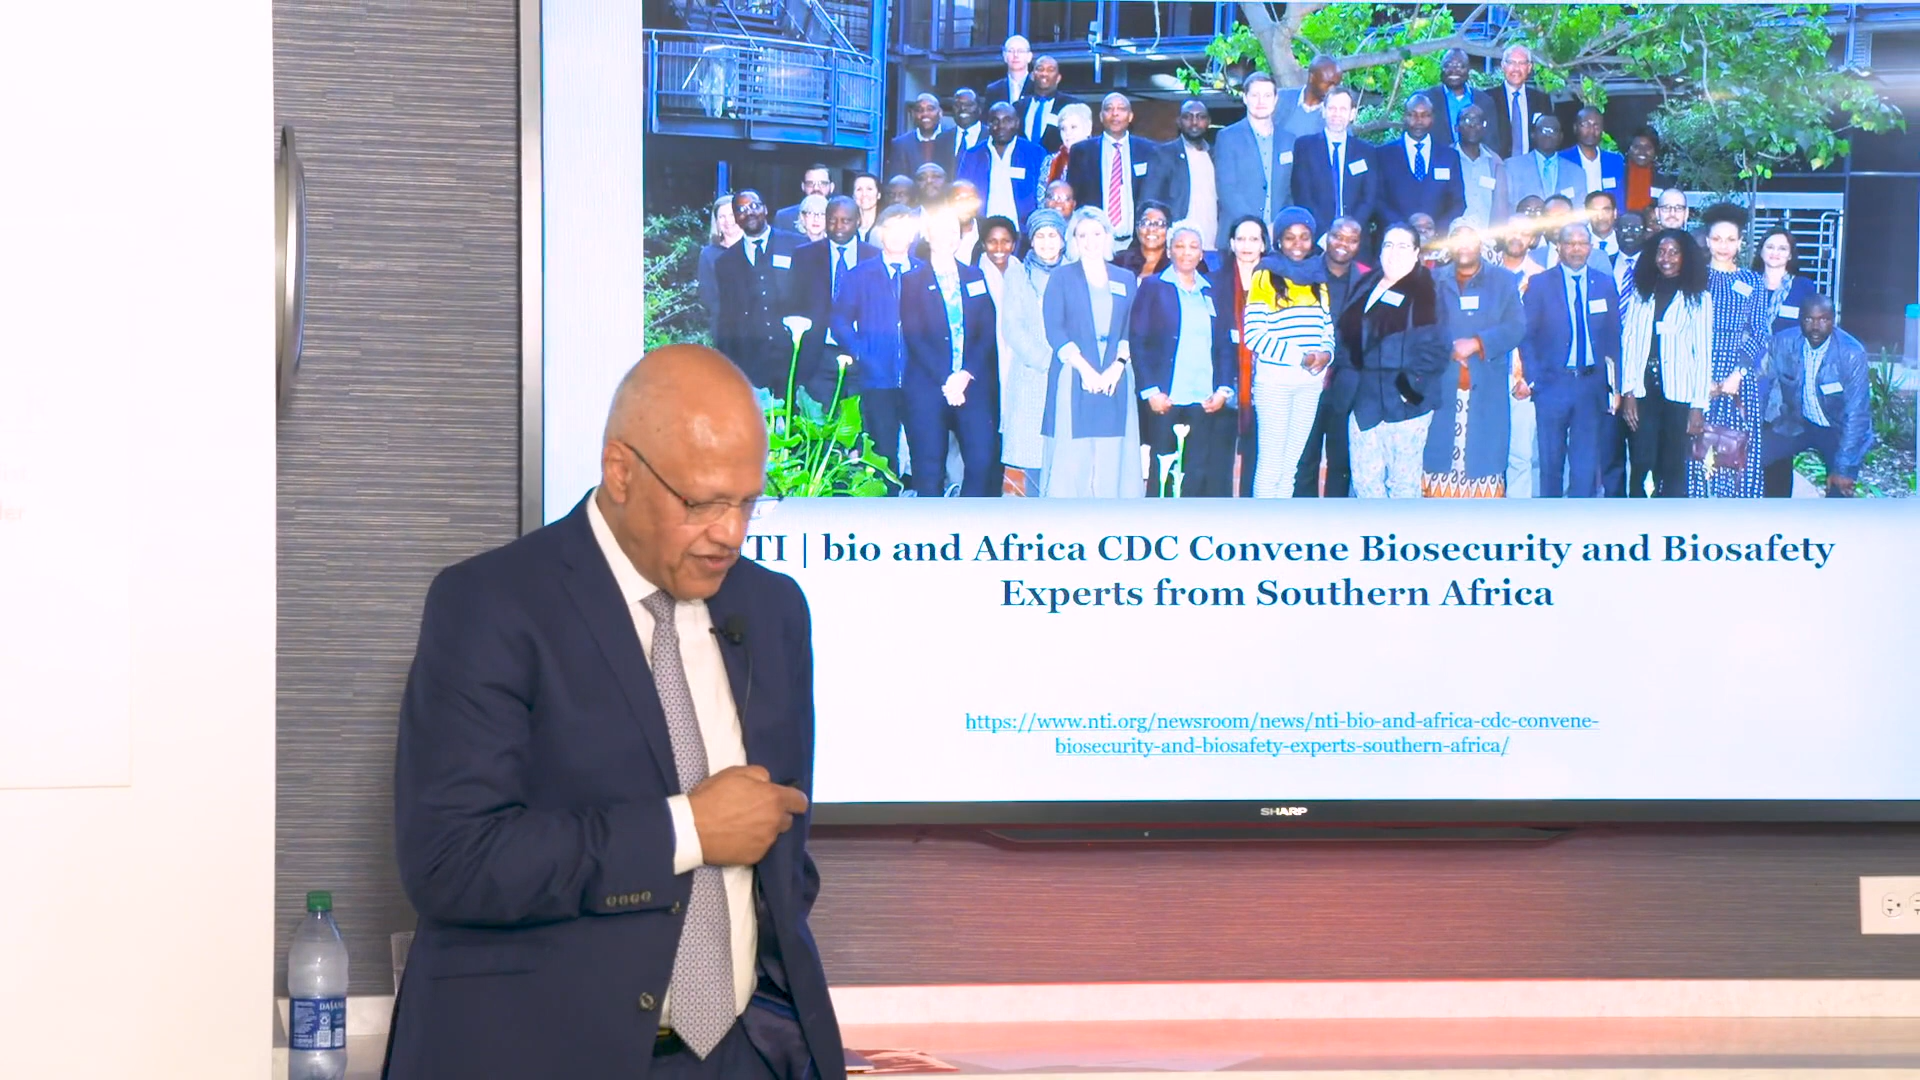 TI | bio and Africa CDC Convene Biosecurity and Biosafety
Experts from Southern Africa
https://www.nti.org/newsroom/news/nti-bio-and-africa-cdc-convene-
biosecurity-and-biosafety-experts-southern-africa/
SHARP
DASANI